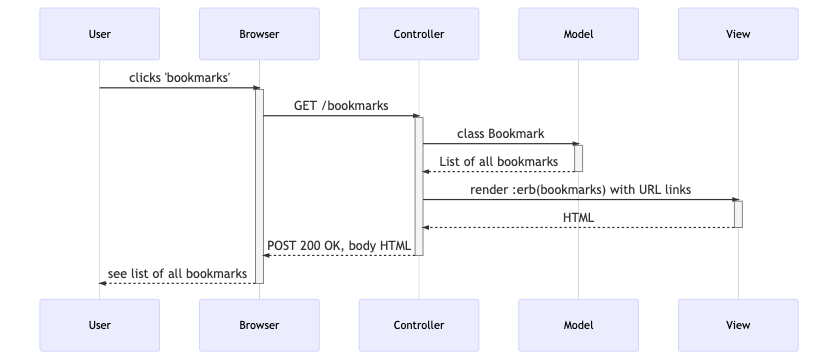 User
Browser
Controller
Model
View
clicks 'bookmarks'
GET /bookmarks
class Bookmark
List of all bookmarks
render :erb(bookmarks) with URL links
HTML
POST 200 OK, body HTML
see list of all bookmarks
User
Browser
Controller
Model
View